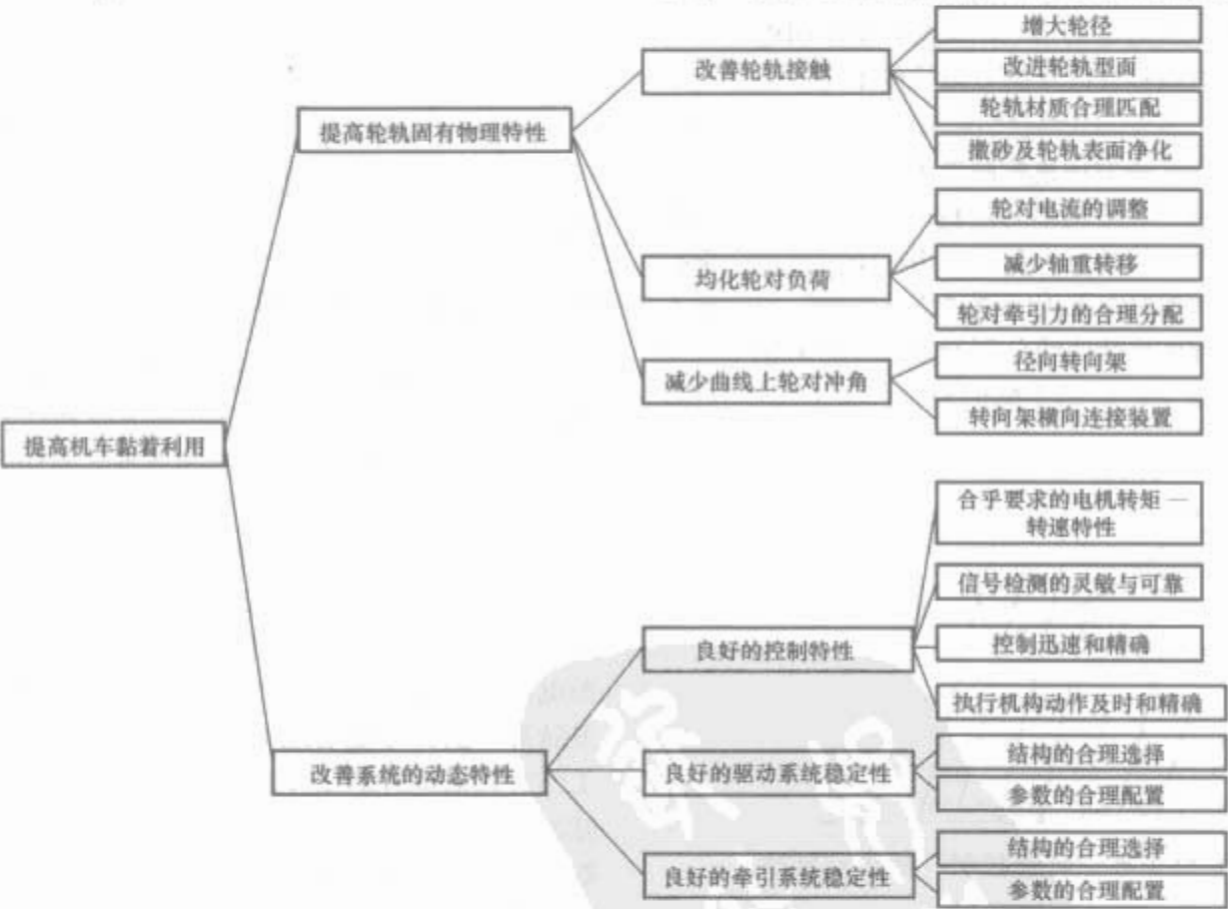 增大轮径
改善轮轨接触
改进轮轨型面
轮轨材质合理匹配
提高轮轨固有物理特性
撒砂及轮轨表面净化
轮对电流的调整
均化轮对负荷
减少轴重转移
轮对牵引力的合理分配
减少曲线上轮对冲角
径向转向架
转向架横向连接装置
提高机车黏着利用
合乎要求的电机转矩—
转速特性
信号检测的灵敏与可靠
良好的控制特性
控制迅速和精确
执行机构动作及时和精确
改善系统的动态特性
良好的驱动系统稳定性
结构的合理选择
参数的合理配置
良好的牵引系统稳定性
结构的合理选择
参数的合理配置